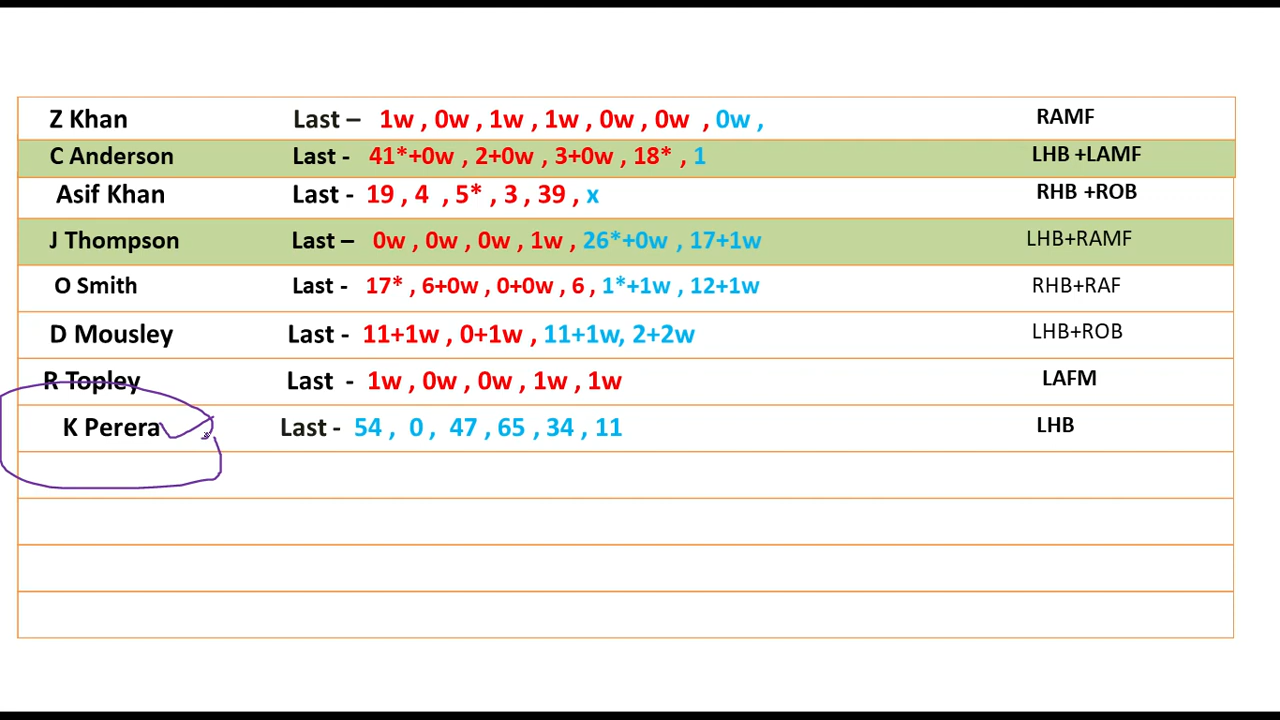 Z Khan Last – 1w , 0w , 1w , 1w , 0w , 0w , 0w , RAMF
C Anderson Last - 41*+0w , 2+0w , 3+0w , 18* , 1 LHB +LAMF
Asif Khan Last - 19 , 4 , 5* , 3 , 39 , x RHB +ROB
J Thompson Last – 0w , 0w , 0w , 1w , 26*+0w , 17+1w LHB+RAMF
O Smith Last - 17* , 6+0w , 0+0w , 6 , 1*+1w , 12+1w RHB+RAF
D Mousley Last - 11+1w , 0+1w , 11+1w, 2+2w LHB+ROB
R Topley Last - 1w , 0w , 0w , 1w , 1w LAFM
K Perera Last - 54 , 0 , 47 , 65 , 34 , 11 LHB